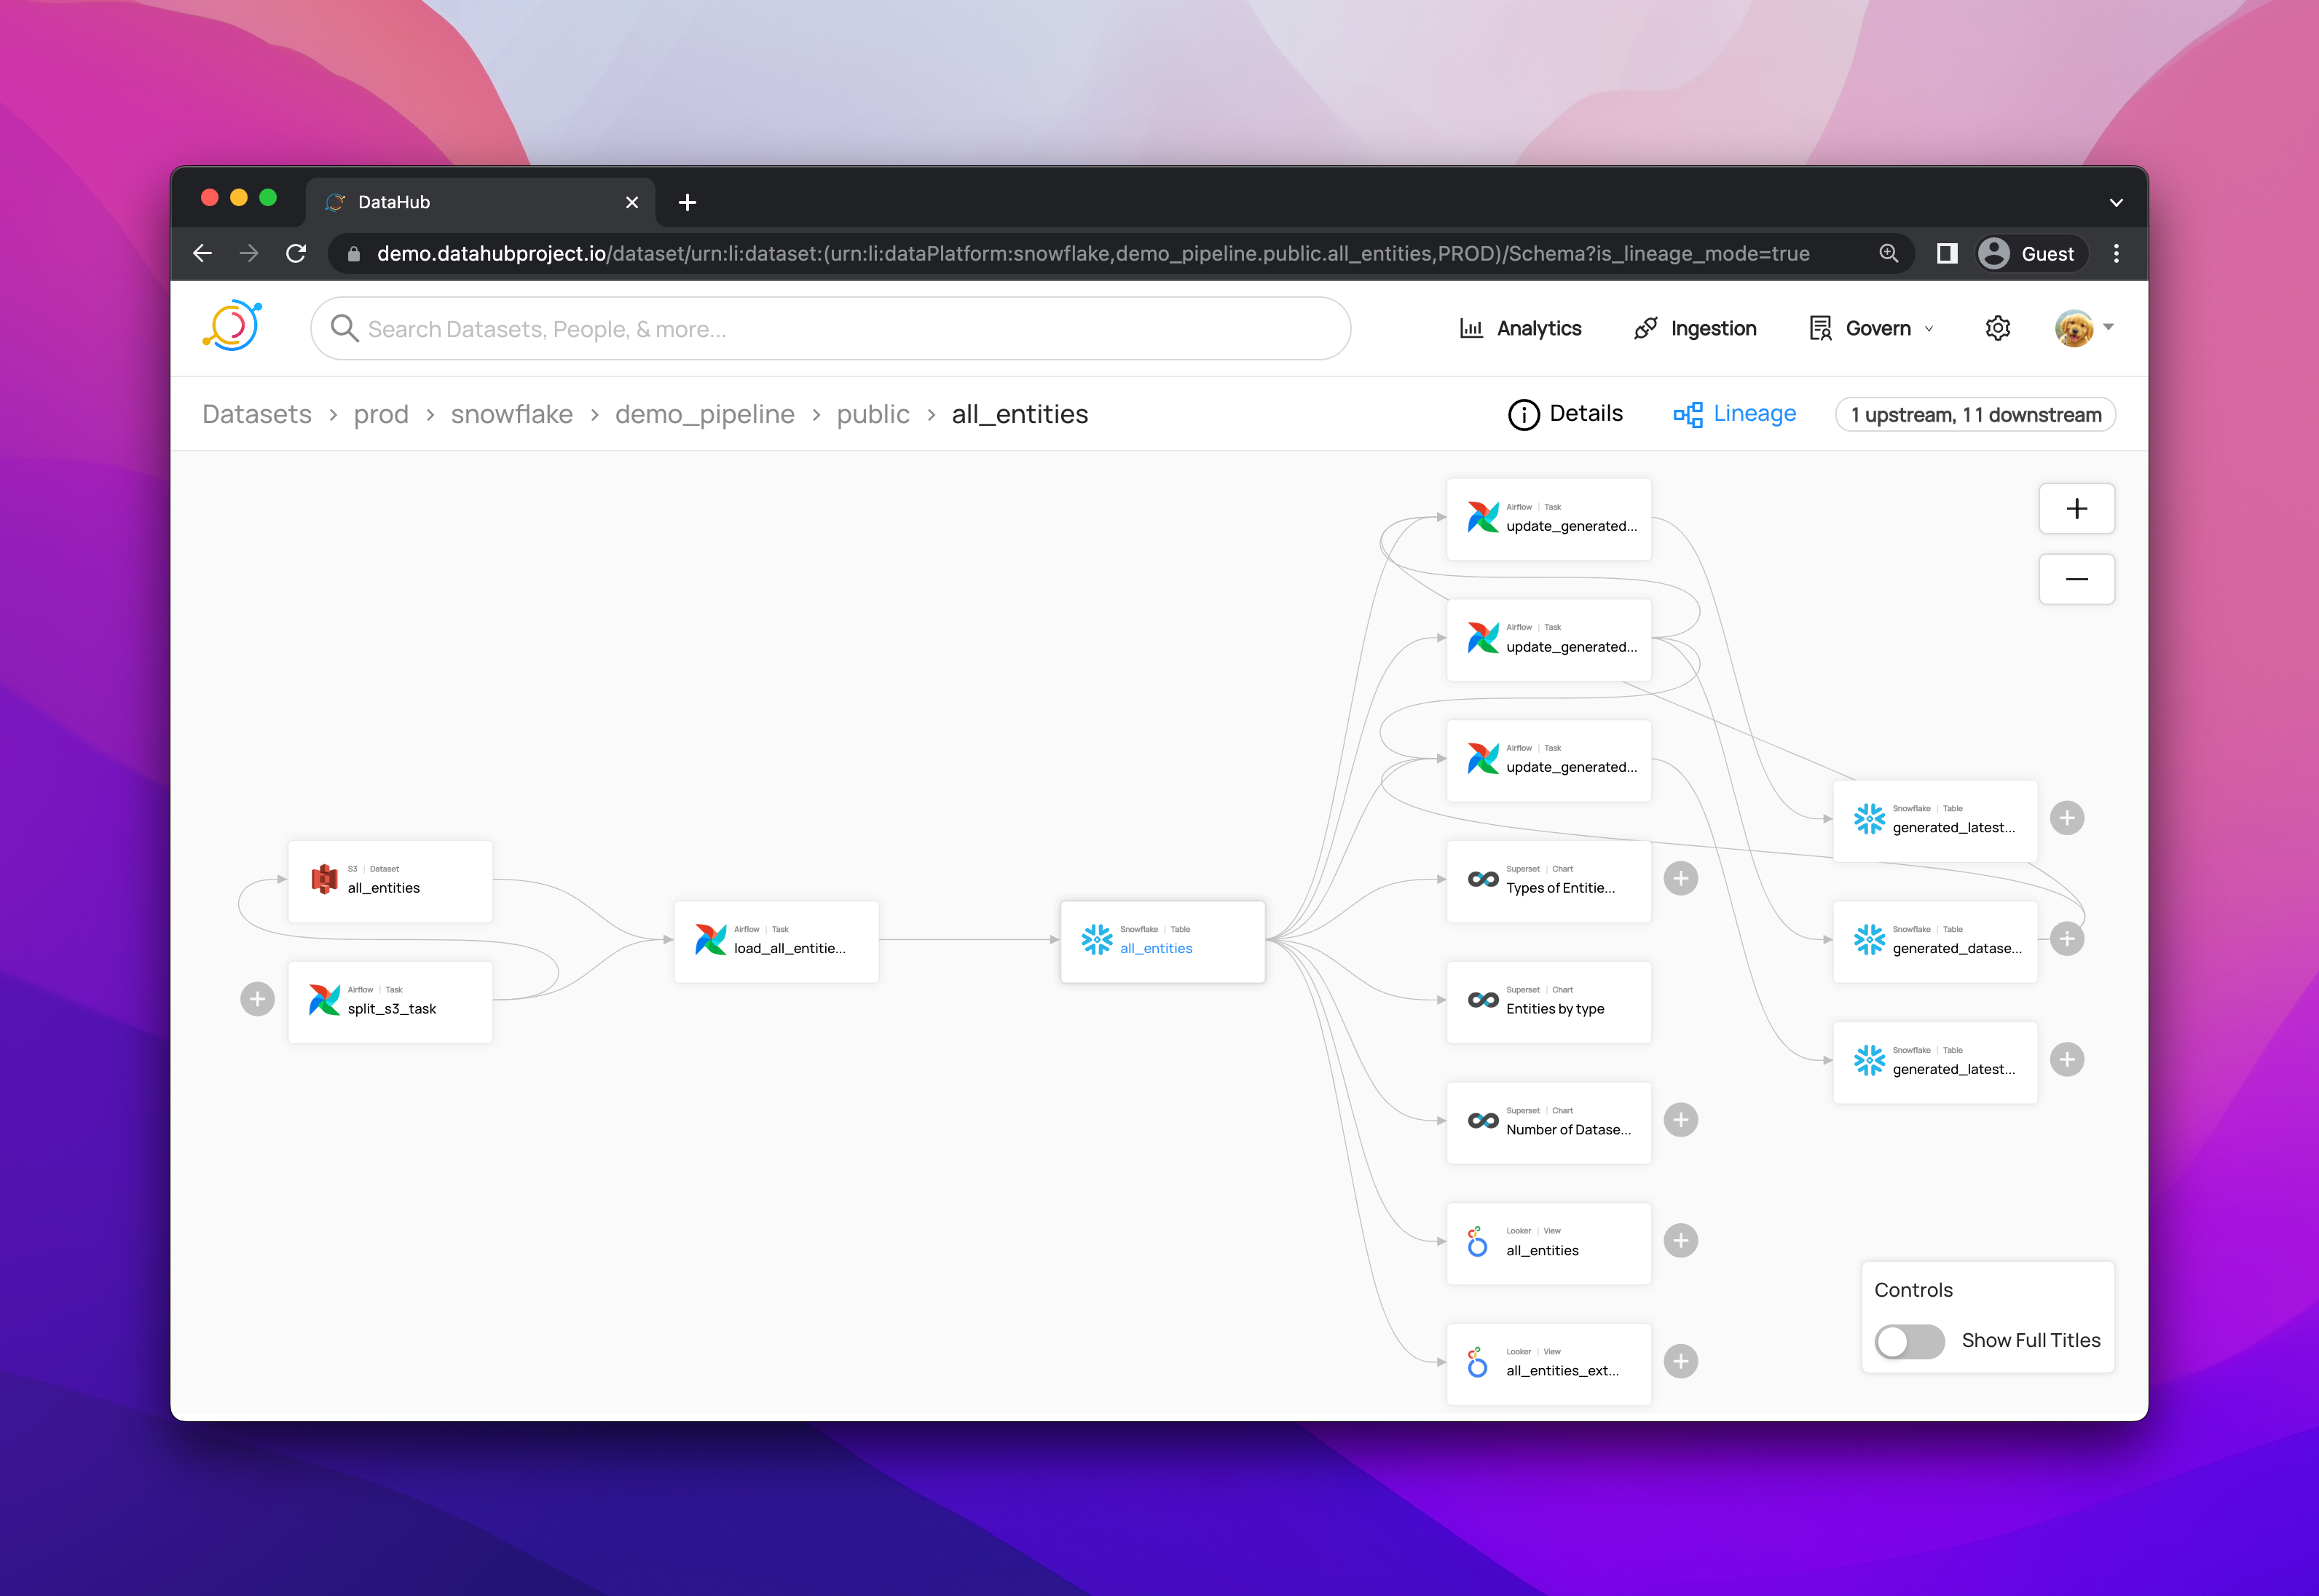 DataHub
demo.datahubproject.io/dataset/urn:li:dataset:(urn:li:dataPlatform:snowflake,demo_pipeline.public.all_entities,PROD)/Schema?is_lineage_mode=true
Guest
Search Datasets, People, & more...
Analytics
Ingestion
Govern
Datasets > prod > snowflake > demo_pipeline > public > all_entities
Details
Lineage
1 upstream, 11 downstream
S3 | Dataset
all_entities
Airflow | Task
split_s3_task
Airflow | Task
load_all_entitie...
Snowflake | Table
all_entities
Airflow | Task
update_generated...
Airflow | Task
update_generated...
Airflow | Task
update_generated...
Superset | Chart
Types of Entitie...
Superset | Chart
Entities by type
Superset | Chart
Number of Datase...
Looker | View
all_entities
Looker | View
all_entities_ext...
Snowflake | Table
generated_latest...
Snowflake | Table
generated_datase...
Snowflake | Table
generated_latest...
Controls
Show Full Titles